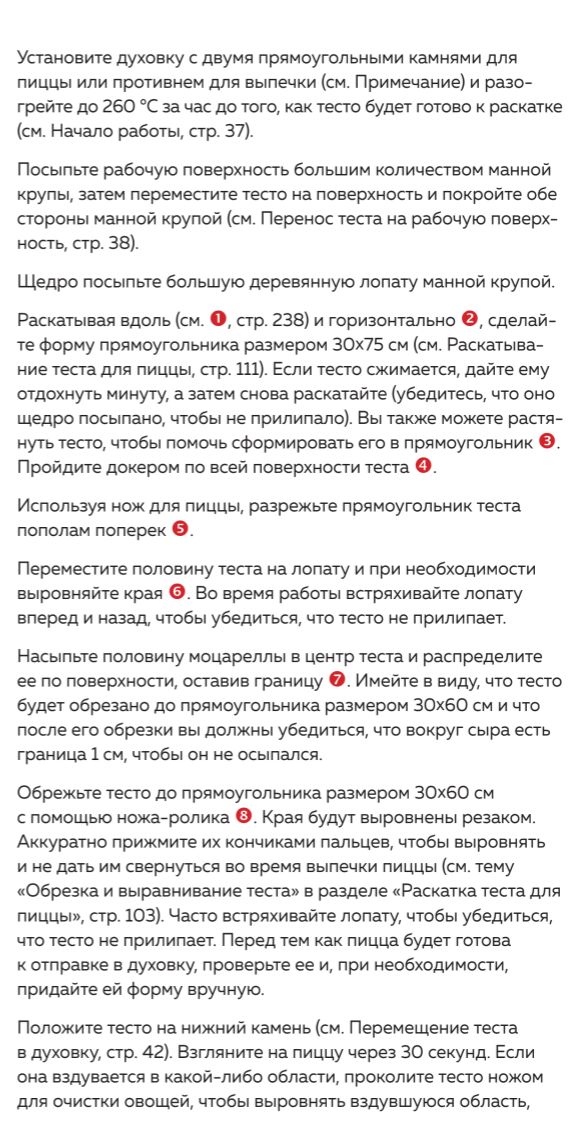 Установите духовку с двумя прямоугольными камнями для
пиццы или противнем для выпечки (см. Примечание) и разо-
грейте до 260 °C за час до того, как тесто будет готово к раскатке
(см. Начало работы, стр. 37).
Посыпьте рабочую поверхность большим количеством манной
крупы, затем переместите тесто на поверхность и покройте обе
стороны манной крупой (см. Перенос теста на рабочую поверх-
ность, стр. 38).
Щедро посыпьте большую деревянную лопату манной крупой.
Раскатывая вдоль (см. ❶, стр. 238) и горизонтально ❷, сделай-
те форму прямоугольника размером 30x75 см (см. Раскатыва-
ние теста для пиццы, стр. 111). Если тесто сжимается, дайте ему
отдохнуть минуту, а затем снова раскатайте (убедитесь, что оно
щедро посыпано, чтобы не прилипало). Вы также можете растя-
нуть тесто, чтобы помочь сформировать его в прямоугольник ❸.
Пройдите докером по всей поверхности теста ❹.
Используя нож для пиццы, разрежьте прямоугольник теста
пополам поперек ❺.
Переместите половину теста на лопату и при необходимости
выровняйте края ❻. Во время работы встряхивайте лопату
вперед и назад, чтобы убедиться, что тесто не прилипает.
Насыпьте половину моцареллы в центр теста и распределите
ее по поверхности, оставив границу ❼. Имейте в виду, что тесто
будет обрезано до прямоугольника размером 30x60 см и что
после его обрезки вы должны убедиться, что вокруг сыра есть
граница 1 см, чтобы он не осыпался.
Обрежьте тесто до прямоугольника размером 30x60 см
с помощью ножа-ролика ❽. Края будут выровнены резаком.
Аккуратно прижмите их кончиками пальцев, чтобы выровнять
и не дать им свернуться во время выпечки пиццы (см. тему
«Обрезка и выравнивание теста» в разделе «Раскатка теста для
пиццы», стр. 103). Часто встряхивайте лопату, чтобы убедиться,
что тесто не прилипает. Перед тем как пицца будет готова
к отправке в духовку, проверьте ее и, при необходимости,
придайте ей форму вручную.
Положите тесто на нижний камень (см. Перемещение теста
в духовку, стр. 42). Взгляните на пиццу через 30 секунд. Если
она вздувается в какой-либо области, проколите тесто ножом
для очистки овощей, чтобы выровнять вздувшуюся область,